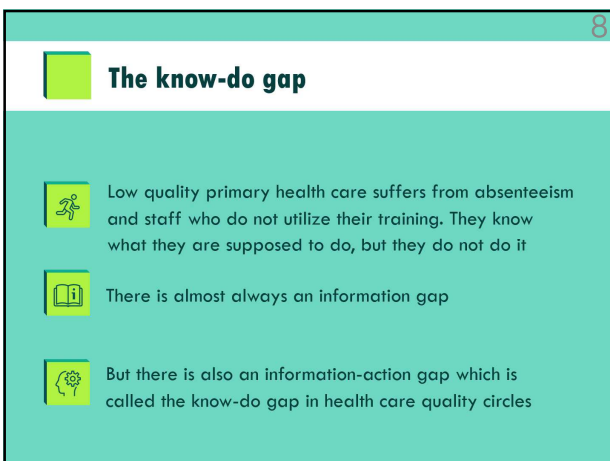 8
The know-do gap
Low quality primary health care suffers from absenteeism
and staff who do not utilize their training. They know
what they are supposed to do, but they do not do it
There is almost always an information gap
But there is also an information-action gap which is
called the know-do gap in health care quality circles